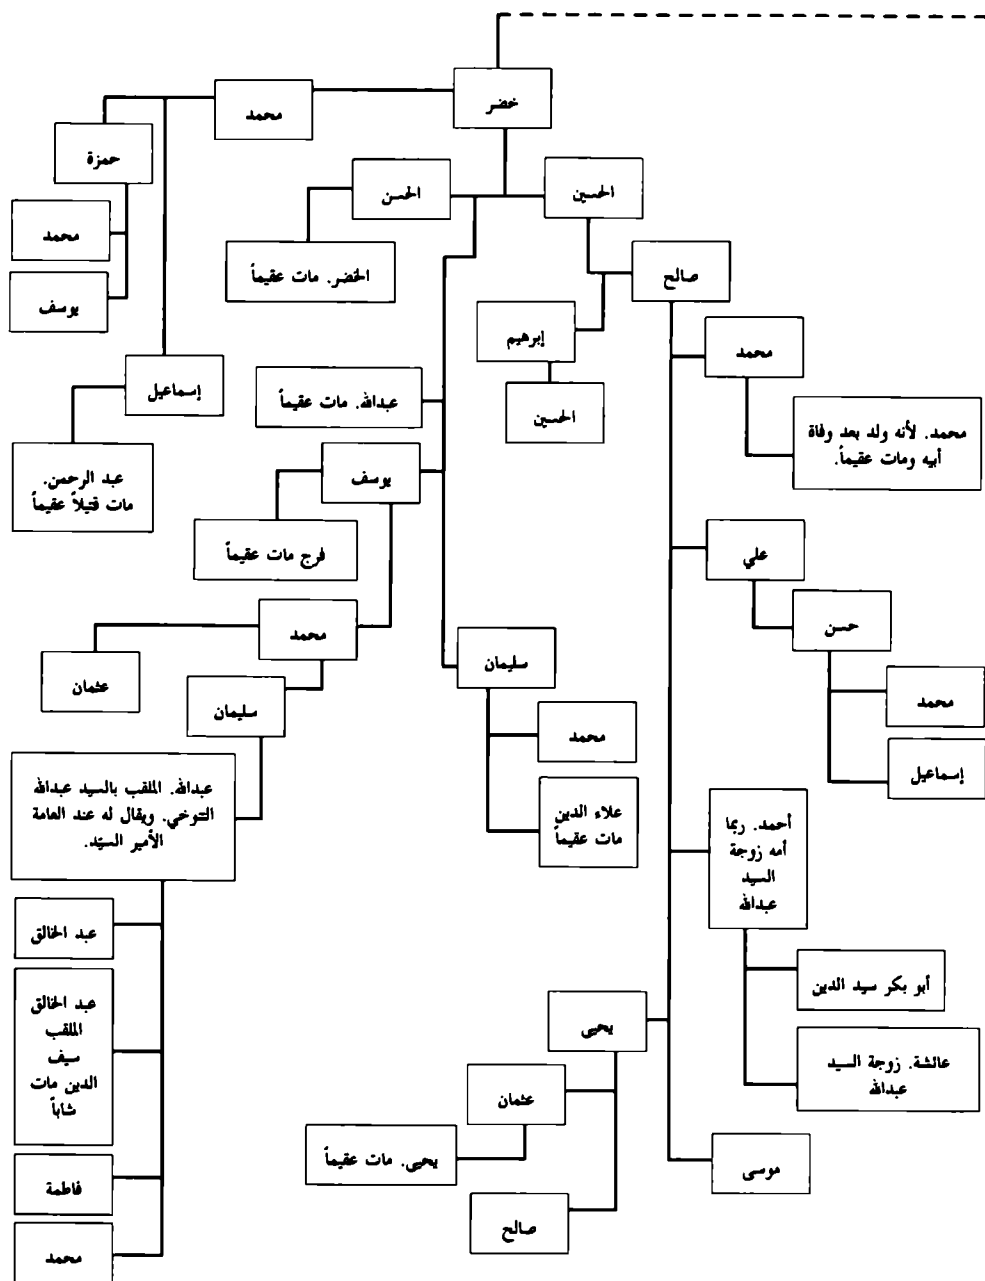 خضر
محمد
حمزة
محمد
يوسف
إسماعيل
عبد الرحمن.
مات قتيلاً عقيماً
الحسن
الخضر. مات عقيماً
الحسين
صالح
إبرهيم
الحسين
محمد
محمد. لأنه ولد بعد وفاة
أبيه ومات عقيماً.
علي
حسن
محمد
إسماعيل
أحمد. ربما
أمه زوجة
السيد
عبدالله
أبو بكر سيد الدين
عائشة. زوجة السيد
عبدالله
موسى
يحيى
عثمان
يحيى. مات عقيماً
صالح
عبدالله. مات عقيماً
يوسف
فرج مات عقيماً
محمد
عثمان
سليمان
عبدالله. الملقب بالسيد عبدالله
التنوخي. ويقال له عند العامة
الأمير السيّد.
عبد الخالق
عبد الخالق
الملقب
سيف
الدين مات
شاباً
فاطمة
محمد
سليمان
محمد
علاء الدين
مات عقيماً